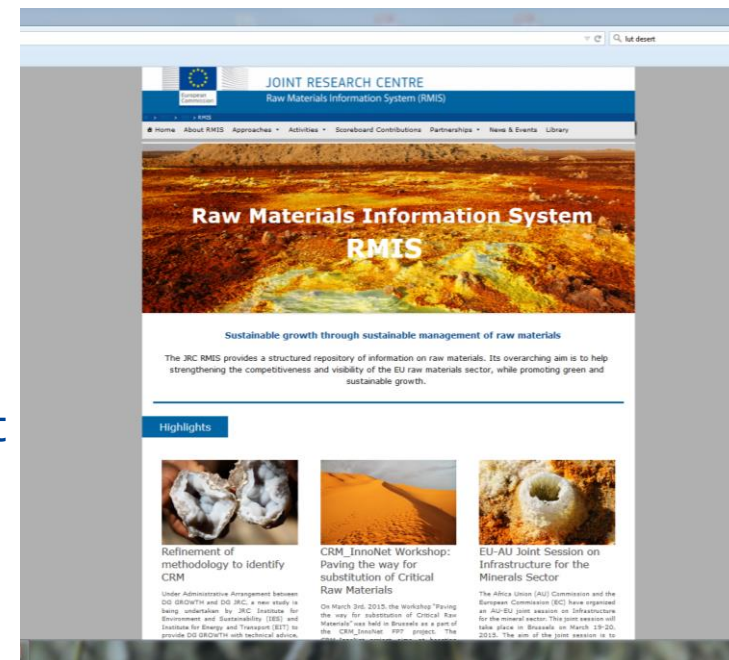 lut desert
European
Commission
JOINT RESEARCH CENTRE
Raw Materials Information System (RMIS)
> RMIS
Home About RMIS Approaches Activities Scoreboard Contributions Partnerships News & Events Library
Raw Materials Information System
RMIS
Sustainable growth through sustainable management of raw materials
The JRC RMIS provides a structured repository of information on raw materials. Its overarching aim is to help
strengthening the competitiveness and visibility of the EU raw materials sector, while promoting green and
sustainable growth.
t
Highlights
Refinement of
methodology to identify
CRM
Under Administrative Arrangement between
DG GROWTH and DG JRC, a new study is
being undertaken by JRC Institute for
Environment and Sustainability (IES) and
Institute for Energy and Transport (EIT) to
provide DG GROWTH with technical advice,
CRM_InnoNet Workshop:
Paving the way for
substitution of Critical
Raw Materials
On March 3rd. 2015. the workshop "Paving
the way for substitution of Critical Raw
Materials" was held in Brussels as a part of
the CRM_InnoNet FP7 project. The
EU-AU Joint Session on
Infrastructure for the
Minerals Sector
The Africa Union (AU) Commission and the
European Commission (EC) have organized
an AU-EU joint session on Infrastructure
for the mineral sector. This joint session will
take place in Brussels on March 19-20.
2015. The aim of the joint session is to